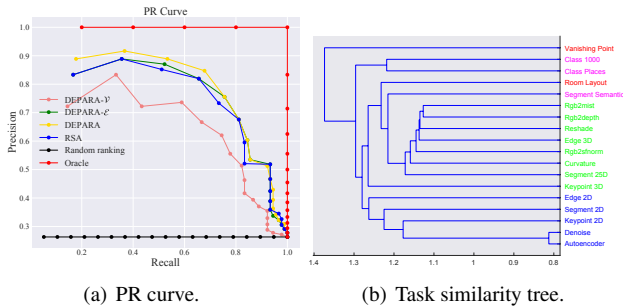 PR Curve
1.0
0.9
0.8
0.7
0.6
0.5
0.4
0.3
Precision
DEPARA-𝒱
DEPARA-ℰ
DEPARA
RSA
Random ranking
Oracle
0.2
0.4
0.6
0.8
1.0
Recall
(a) PR curve.
Vanishing Point
Class 1000
Class Places
Room Layout
Segment Semantic
Rgb2mist
Rgb2depth
Reshade
Edge 3D
Rgb2sfnorm
Curvature
Segment 25D
Keypoint 3D
Edge 2D
Segment 2D
Keypoint 2D
Denoise
Autoencoder
1.4
1.3
1.2
1.1
1.0
0.9
0.8
(b) Task similarity tree.